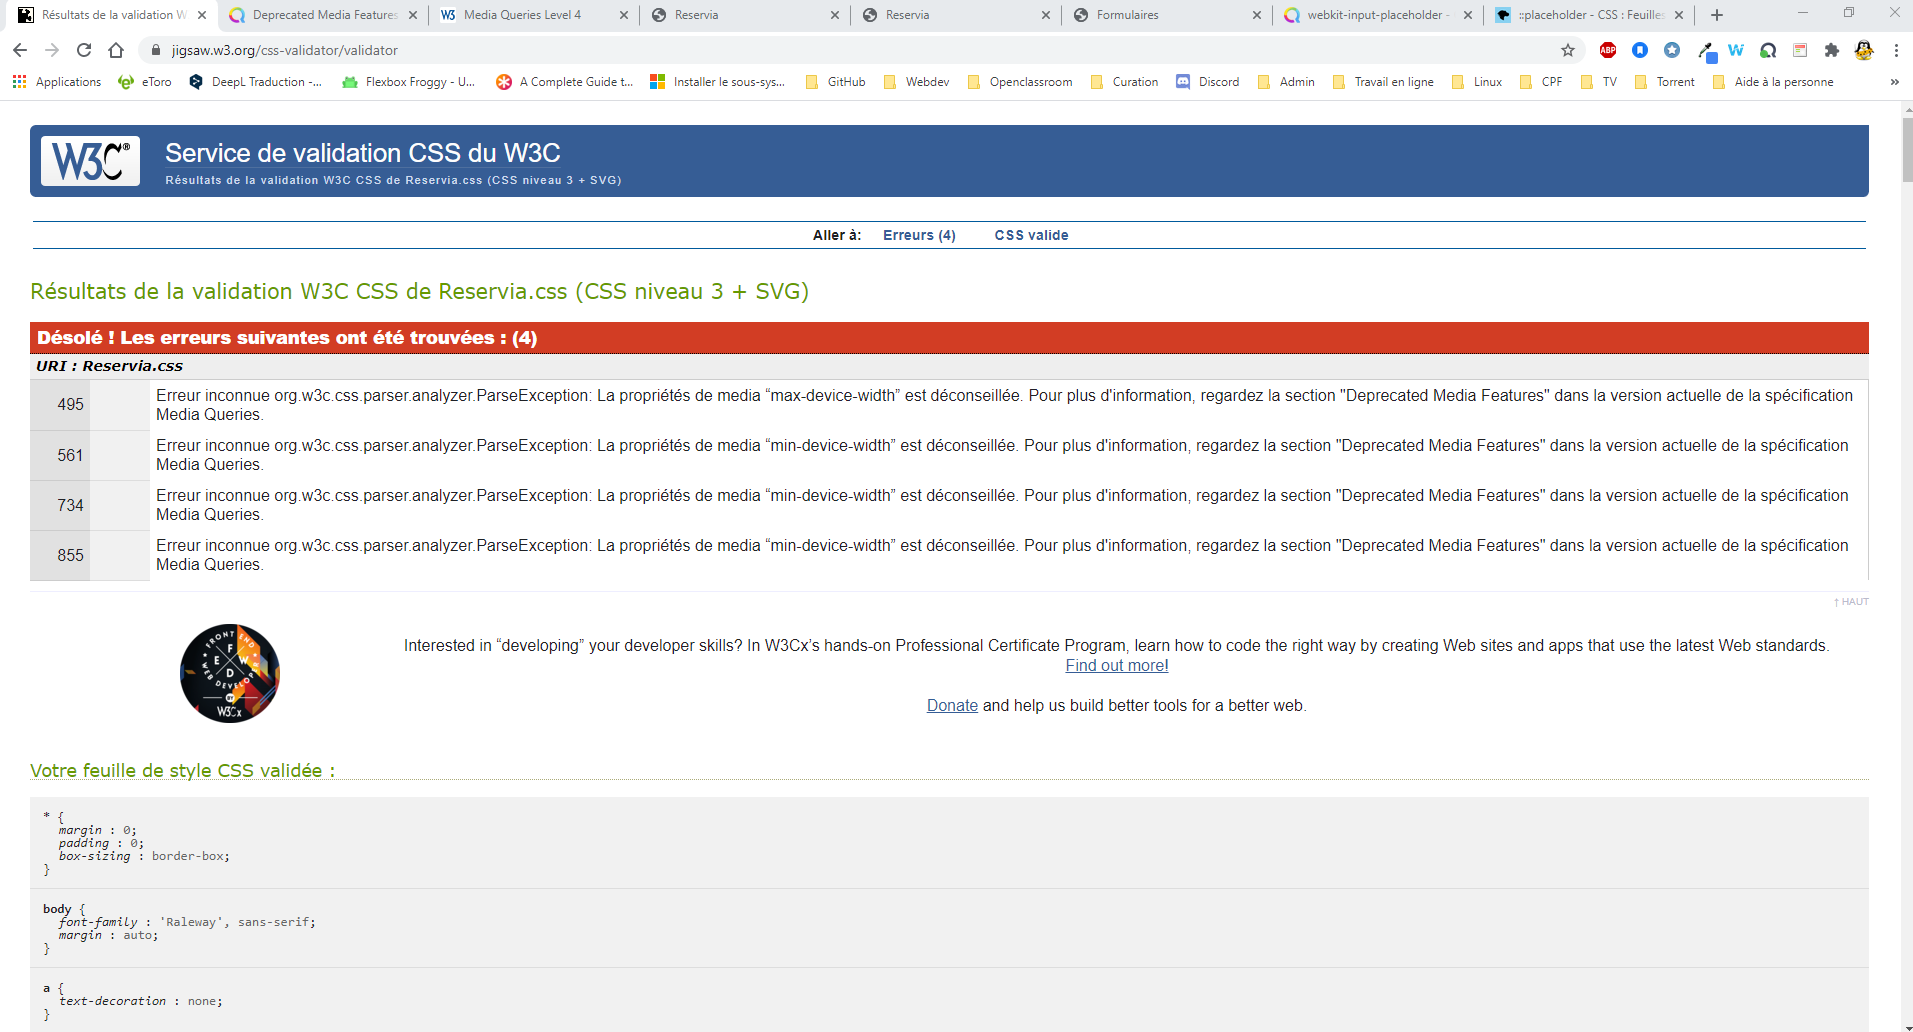 Résultats de la validation W
Deprecated Media Features
Media Queries Level 4
Reservia
Reservia
Formulaires
webkit-input-placeholder -
::placeholder - CSS : Feuilles
jigsaw.w3.org/css-validator/validator
Applications
eToro
DeepL Traduction -...
Flexbox Froggy - U...
A Complete Guide t...
Installer le sous-sys...
GitHub
Webdev
Openclassroom
Curation
Discord
Admin
Travail en ligne
Linux
CPF
TV
Torrent
Aide à la personne
»
W3C®
Service de validation CSS du W3C
Résultats de la validation W3C CSS de Reservia.css (CSS niveau 3 + SVG)
Aller à: Erreurs (4) CSS valide
Résultats de la validation W3C CSS de Reservia.css (CSS niveau 3 + SVG)
Désolé ! Les erreurs suivantes ont été trouvées : (4)
URI : Reservia.css
495 Erreur inconnue org.w3c.css.parser.analyzer.ParseException: La propriétés de media “max-device-width” est déconseillée. Pour plus d'information, regardez la section "Deprecated Media Features" dans la version actuelle de la spécification
Media Queries.
561 Erreur inconnue org.w3c.css.parser.analyzer.ParseException: La propriétés de media “min-device-width” est déconseillée. Pour plus d'information, regardez la section "Deprecated Media Features" dans la version actuelle de la spécification
Media Queries.
734 Erreur inconnue org.w3c.css.parser.analyzer.ParseException: La propriétés de media “min-device-width” est déconseillée. Pour plus d'information, regardez la section "Deprecated Media Features" dans la version actuelle de la spécification
Media Queries.
855 Erreur inconnue org.w3c.css.parser.analyzer.ParseException: La propriétés de media “min-device-width” est déconseillée. Pour plus d'information, regardez la section "Deprecated Media Features" dans la version actuelle de la spécification
Media Queries.
↑ HAUT
FRONT END
WEB DEVELOPER
F E W D
BY
W3Cx
Interested in “developing” your developer skills? In W3Cx’s hands-on Professional Certificate Program, learn how to code the right way by creating Web sites and apps that use the latest Web standards.
Find out more!
Donate and help us build better tools for a better web.
Votre feuille de style CSS validée :
* {
margin : 0;
padding : 0;
box-sizing : border-box;
}
body {
font-family : 'Raleway', sans-serif;
margin : auto;
}
a {
text-decoration : none;
}